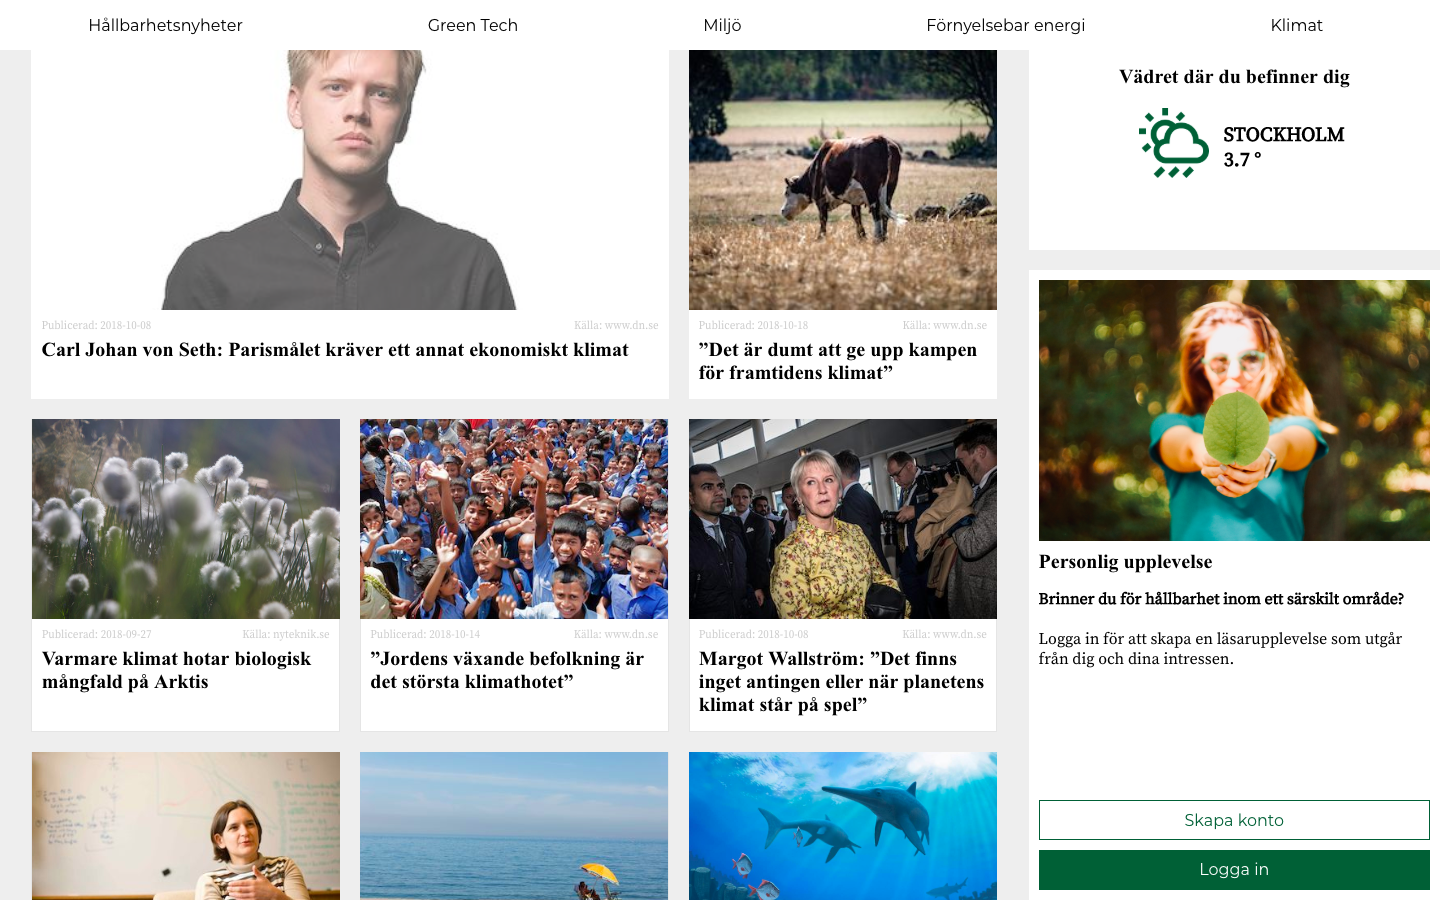 Hållbarhetsnyheter
Green Tech
Miljö
Förnyelsebar energi
Klimat
Publicerad: 2018-10-08
Källa: www.dn.se
Carl Johan von Seth: Parismålet kräver ett annat ekonomiskt klimat
Publicerad: 2018-10-18
Källa: www.dn.se
”Det är dumt att ge upp kampen
för framtidens klimat”
Publicerad: 2018-09-27
Källa: nyteknik.se
Varmare klimat hotar biologisk
mångfald på Arktis
Publicerad: 2018-10-14
Källa: www.dn.se
”Jordens växande befolkning är
det största klimathotet”
Publicerad: 2018-10-08
Källa: www.dn.se
Margot Wallström: ”Det finns
inget antingen eller när planetens
klimat står på spel”
Vädret där du befinner dig
STOCKHOLM
3.7 °
Personlig upplevelse
Brinner du för hållbarhet inom ett särskilt område?
Logga in för att skapa en läsarupplevelse som utgår
från dig och dina intressen.
Skapa konto
Logga in